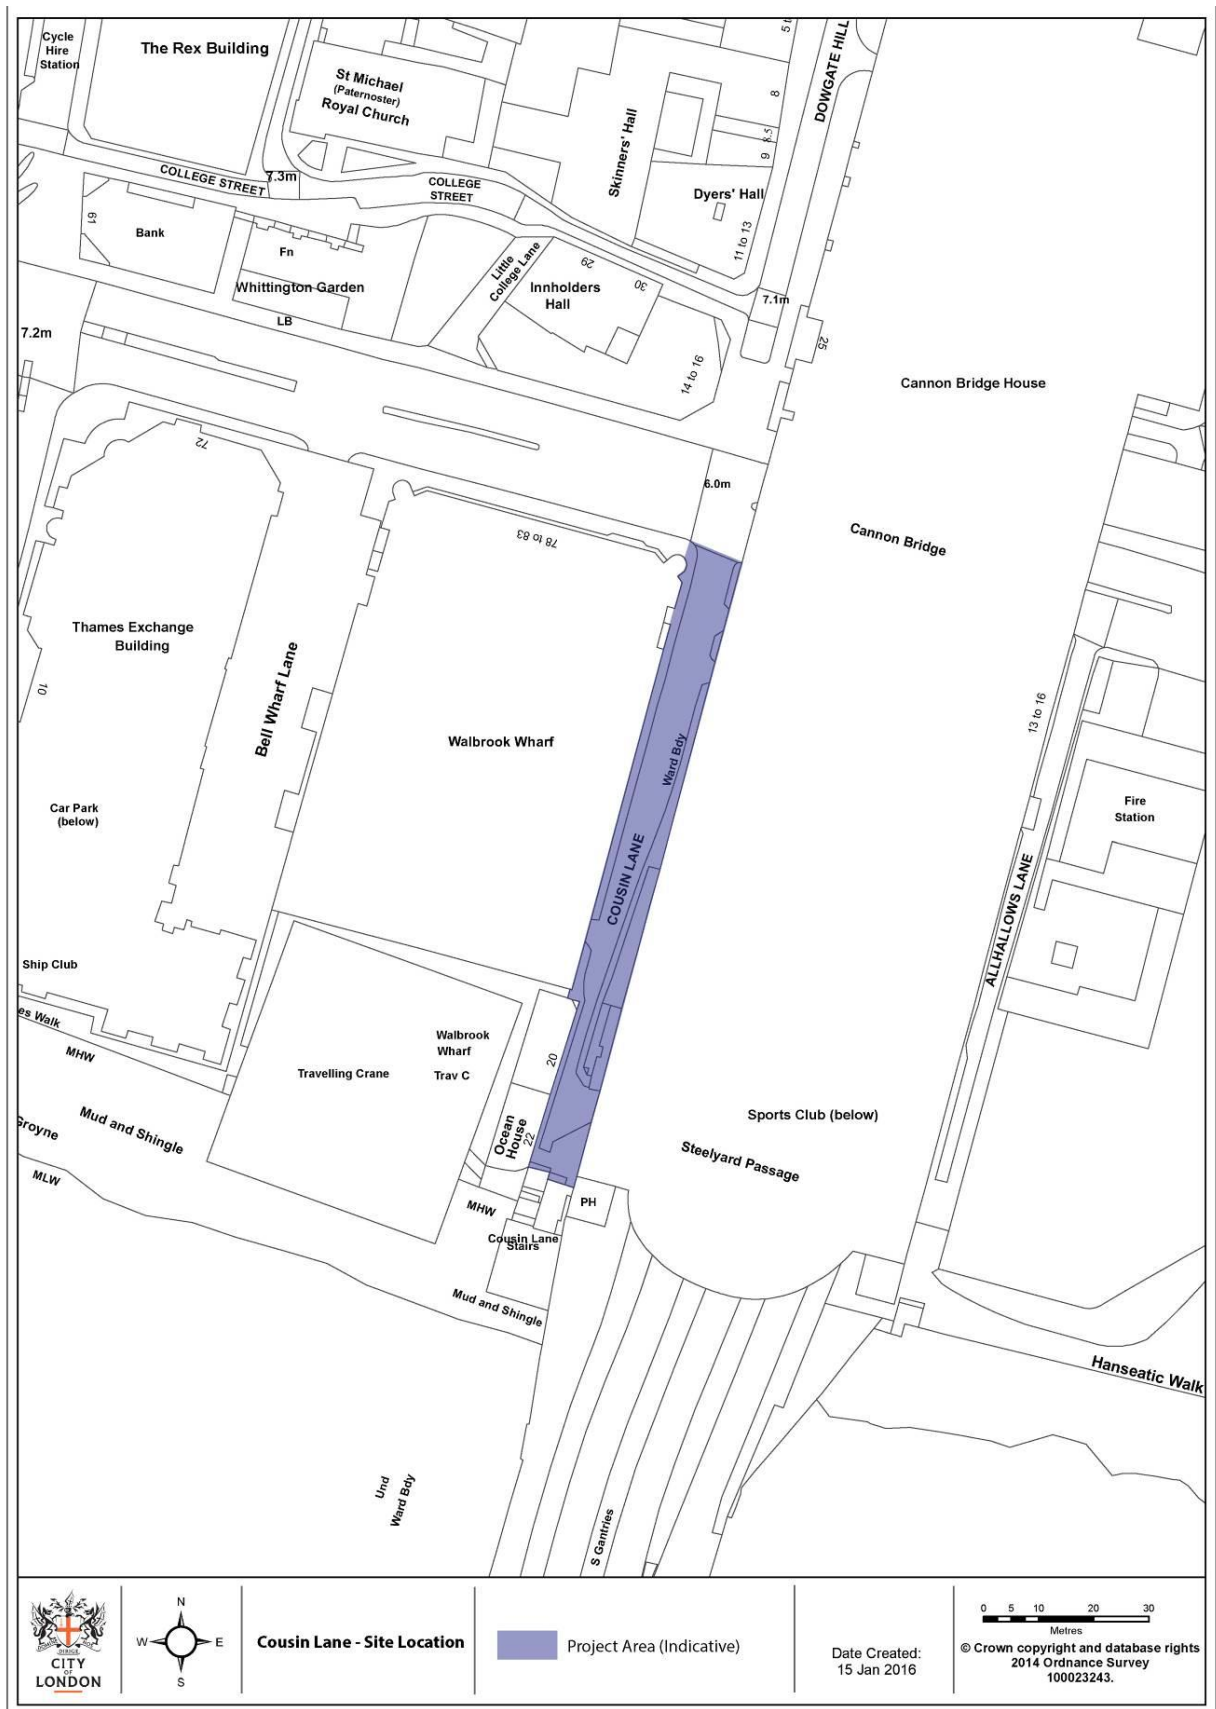 Cycle
Hire
Station
The Rex Building
St Michael
(Paternoster)
Royal Church
Skinners' Hall
DOWGATE HILL
8
8.5
9
Dyers' Hall
11 to 13
COLLEGE STREET
7.3m
COLLEGE
STREET
61
Bank
Fn
Whittington Garden
LB
Little
College Lane
29
30
Innholders
Hall
14 to 16
7.1m
25
7.2m
Cannon Bridge House
72
6.0m
78 to 83
Cannon Bridge
Thames Exchange
Building
10
Bell Wharf Lane
Walbrook Wharf
Ward Bdy
COUSIN LANE
13 to 16
Fire
Station
ALLHALLOWS LANE
Car Park
(below)
Ship Club
es Walk
MHW
Walbrook
Wharf
Trav C
Travelling Crane
20
Ocean
House
22
Sports Club (below)
Steelyard Passage
Mud and Shingle
Groyne
MLW
MHW
PH
Cousin Lane
Stairs
Mud and Shingle
Hanseatic Walk
Und
Ward Bdy
S Gantries
CITY
OF
LONDON
N
W E
S
Cousin Lane - Site Location
Project Area (Indicative)
Date Created:
15 Jan 2016
0 5 10 20 30
Metres
© Crown copyright and database rights
2014 Ordnance Survey
100023243.